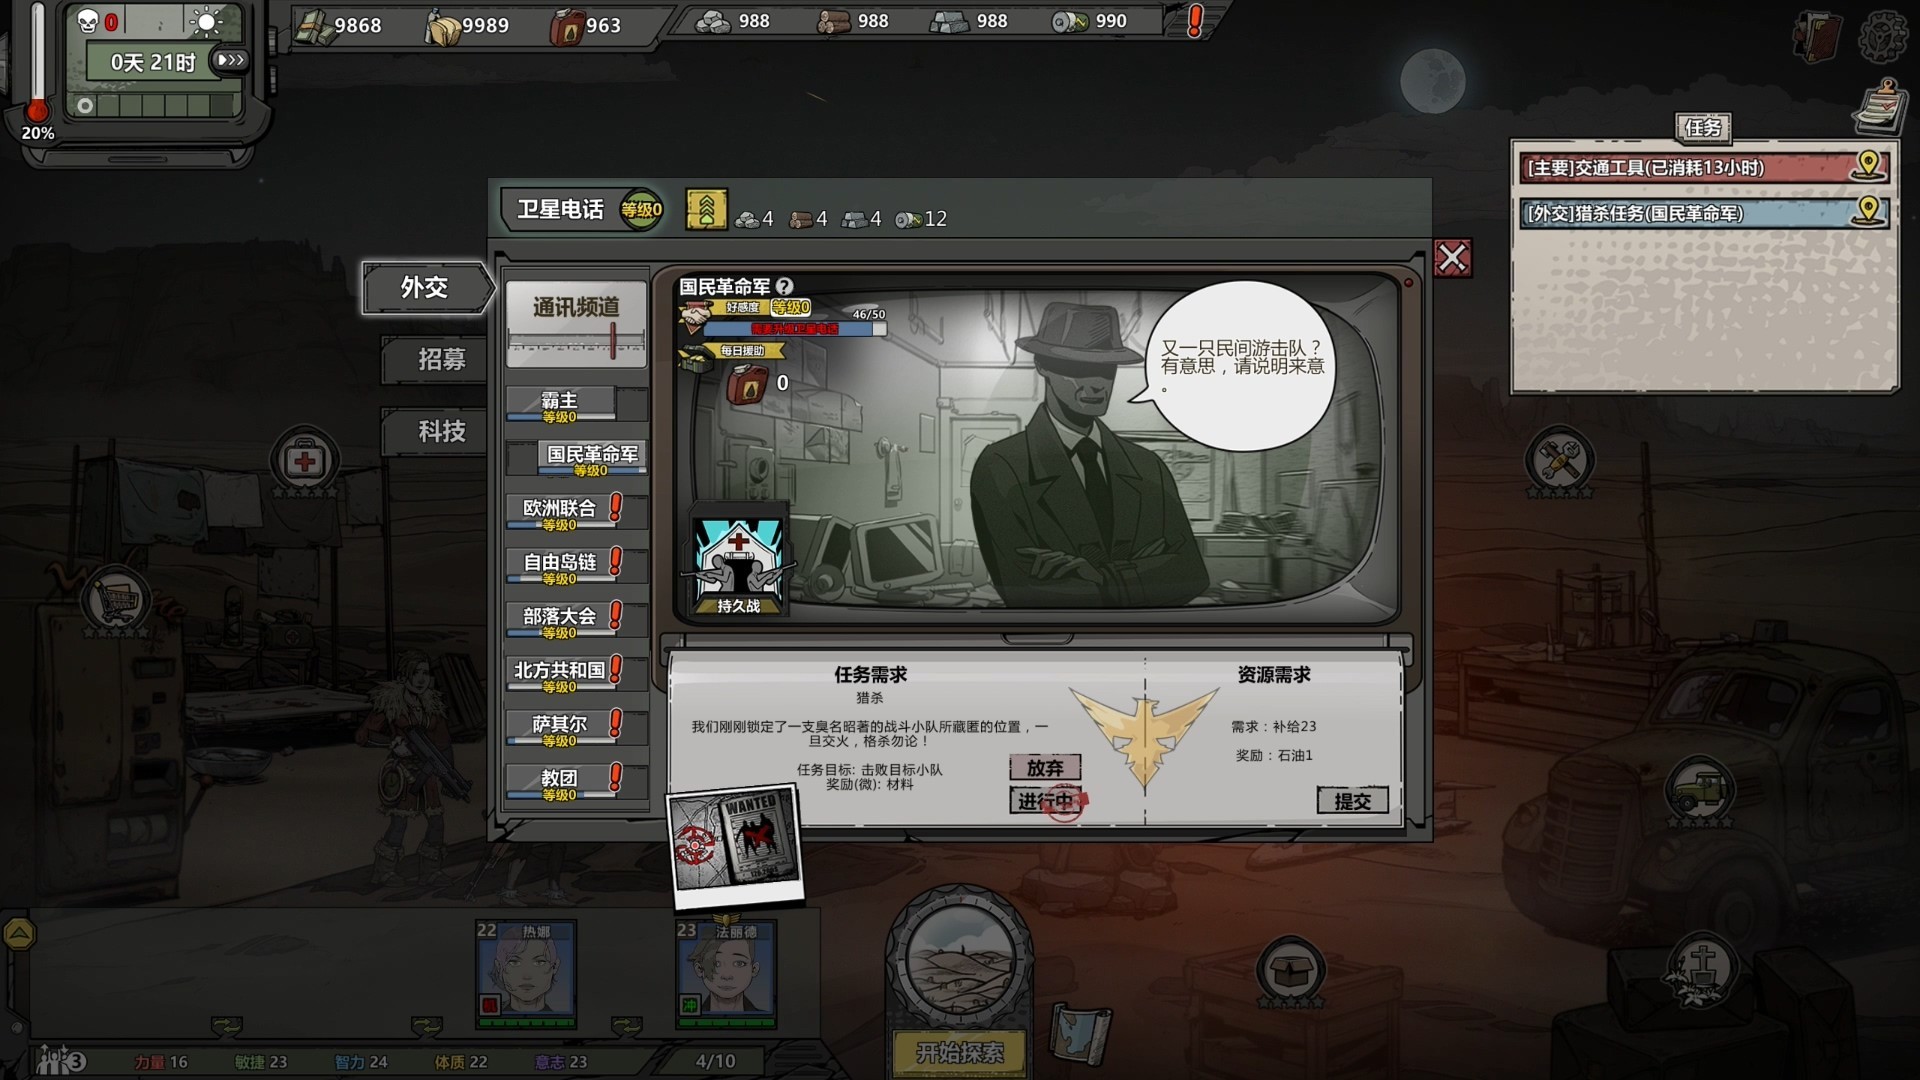 0
0天 21时
20%
9868
9989
963
988
988
988
990
任务
[主要]交通工具(已消耗13小时)
[外交]猎杀任务(国民革命军)
卫星电话
等级0
4
4
4
12
外交
招募
科技
通讯频道
霸主
等级0
国民革命军
等级0
欧洲联合
等级0
自由岛链
等级0
部落大会
等级0
北方共和国
等级0
萨其尔
等级0
教团
等级0
国民革命军 ?
好感度
等级0
46/50
需要升级卫星电话
每日援助
0
持久战
又一只民间游击队？
有意思，请说明来意
。
任务需求
猎杀
我们刚刚锁定了一支臭名昭著的战斗小队所藏匿的位置，一
旦交火，格杀勿论！
任务目标: 击败目标小队
奖励(微): 材料
放弃
进行中
资源需求
需求：补给23
奖励：石油1
提交
WANTED
22 热娜
23 法丽德
冲
3
力量 16
敏捷 23
智力 24
体质 22
意志 23
4/10
开始探索